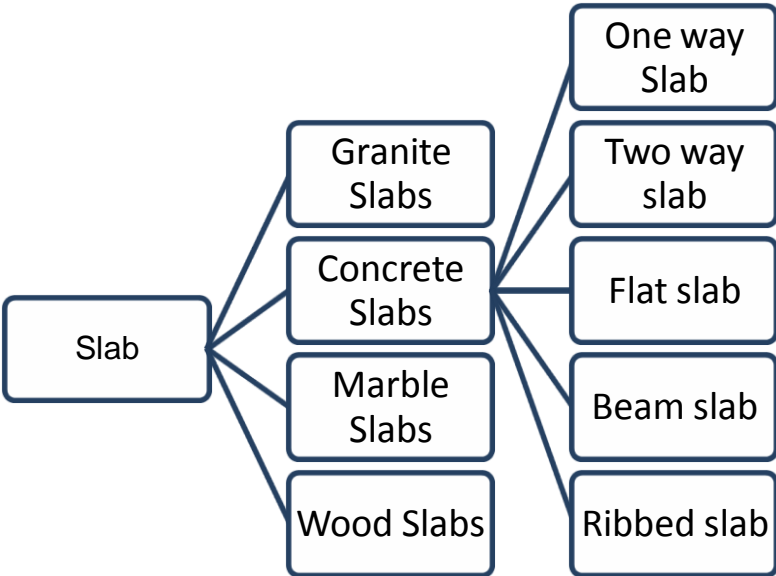 Slab
Granite
Slabs
Concrete
Slabs
Marble
Slabs
Wood Slabs
One way
Slab
Two way
slab
Flat slab
Beam slab
Ribbed slab